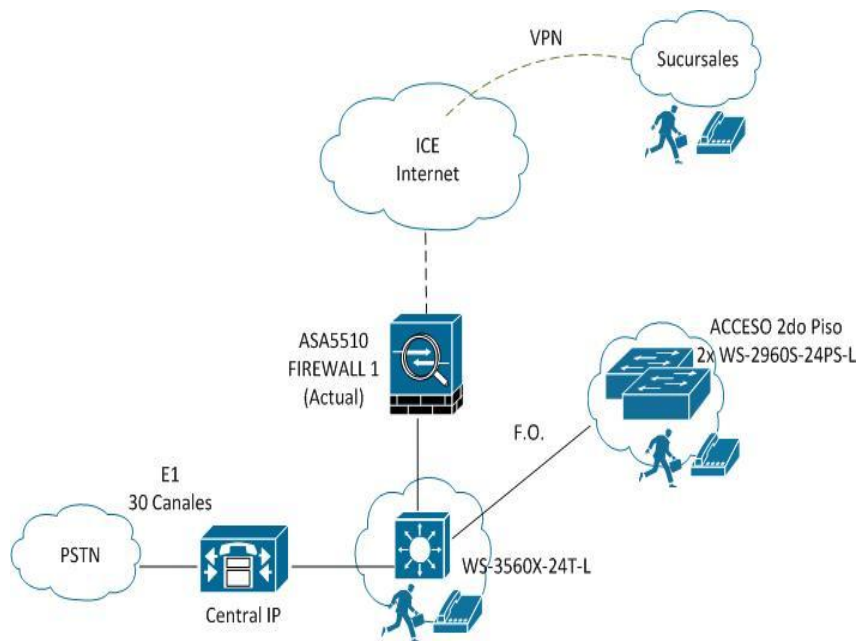 VPN
Sucursales
ICE
Internet
ASA5510
FIREWALL 1
(Actual)
ACCESO 2do Piso
2x WS-2960S-24PS-L
F.O.
E1
30 Canales
PSTN
WS-3560X-24T-L
Central IP